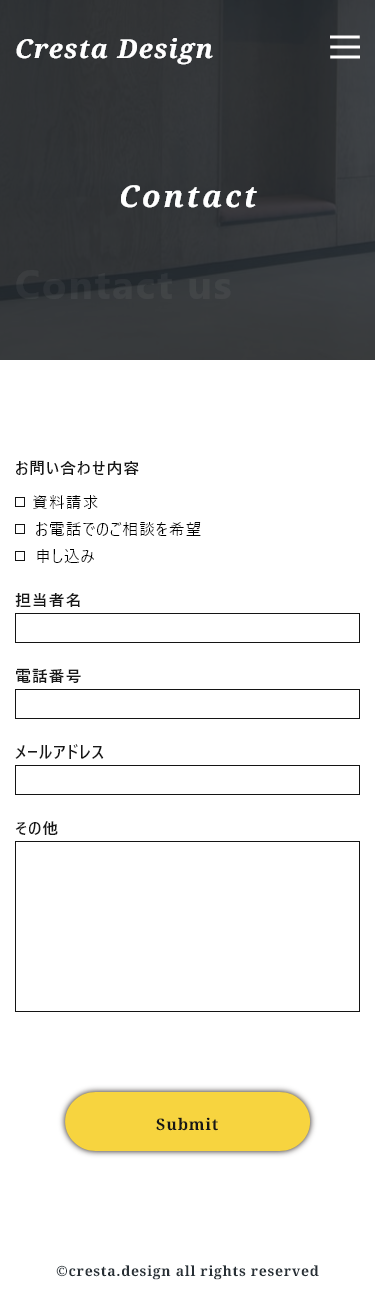 Cresta Design
Contact
Contact us
お問い合わせ内容
資料請求
お電話でのご相談を希望
申し込み
担当者名
電話番号
メールアドレス
その他
Submit
©cresta.design all rights reserved